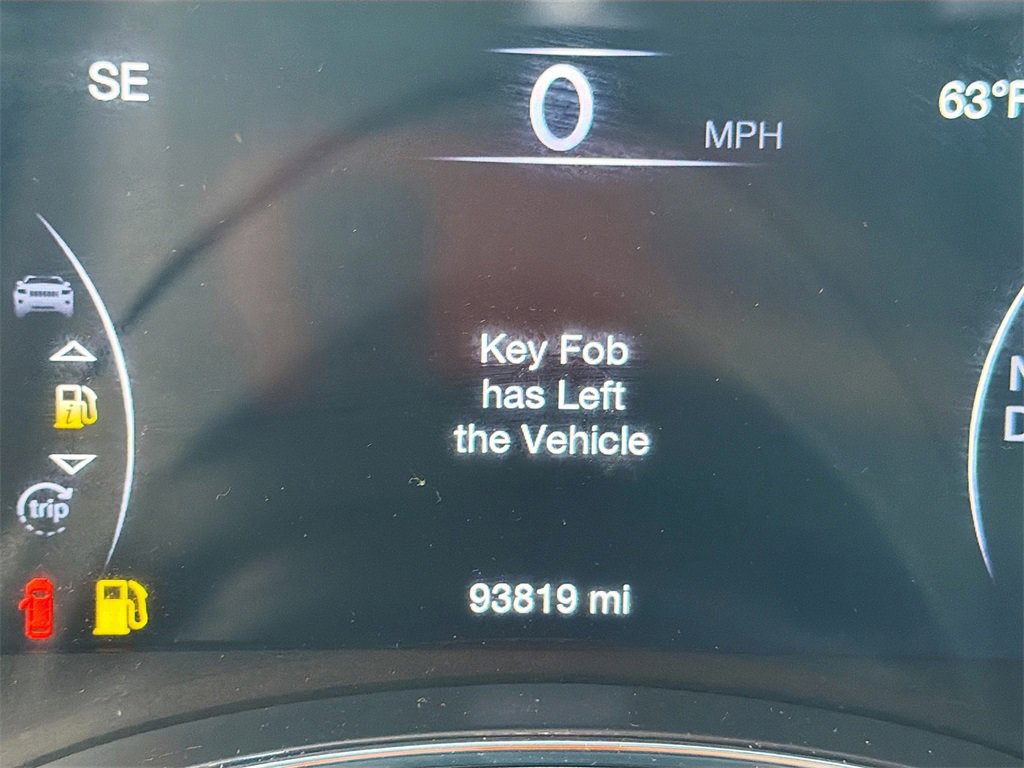 SE
0
MPH
63°F
Key Fob
has Left
the Vehicle
i
trip
93819 mi